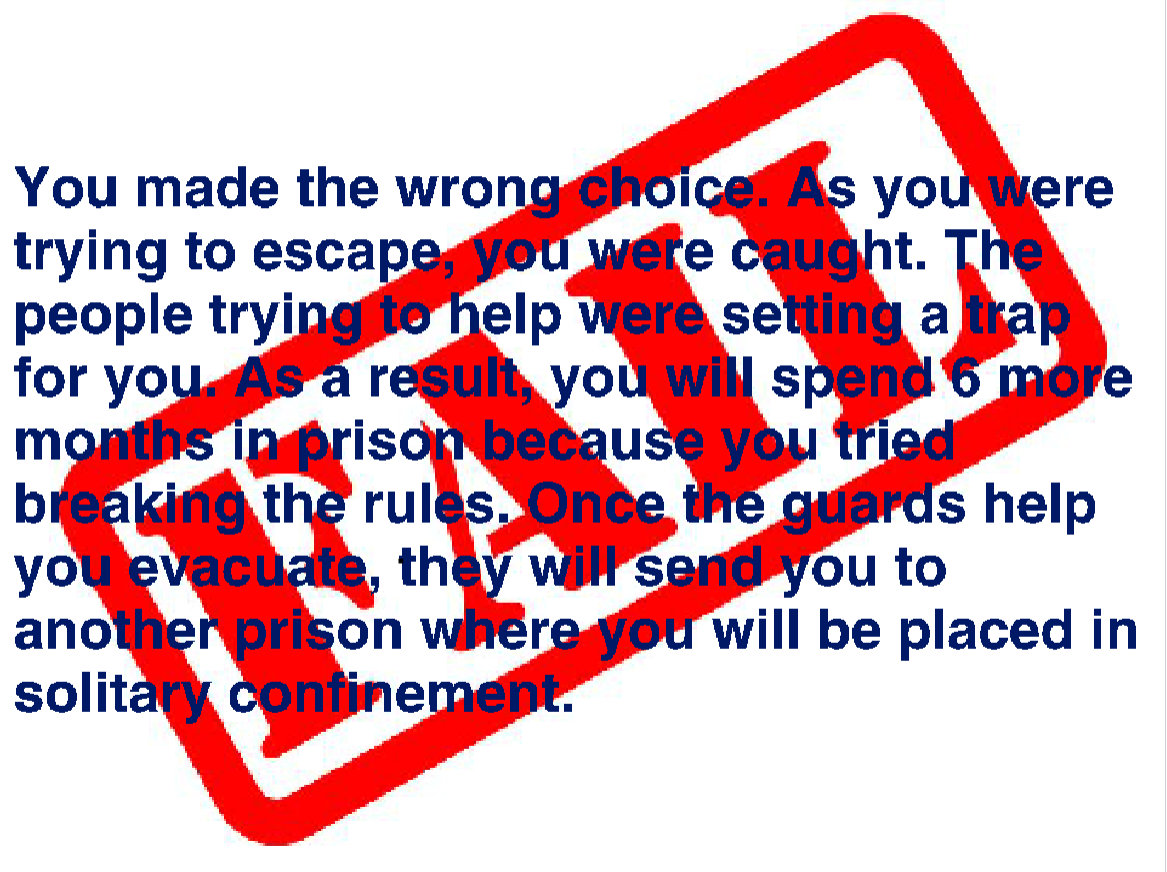 You made the wrong choice. As you were
trying to escape, you were caught. The
people trying to help were setting a trap
for you. As a result, you will spend 6 more
months in prison because you tried
breaking the rules. Once the guards help
you evacuate, they will send you to
another prison where you will be placed in
solitary confinement.
FAIL